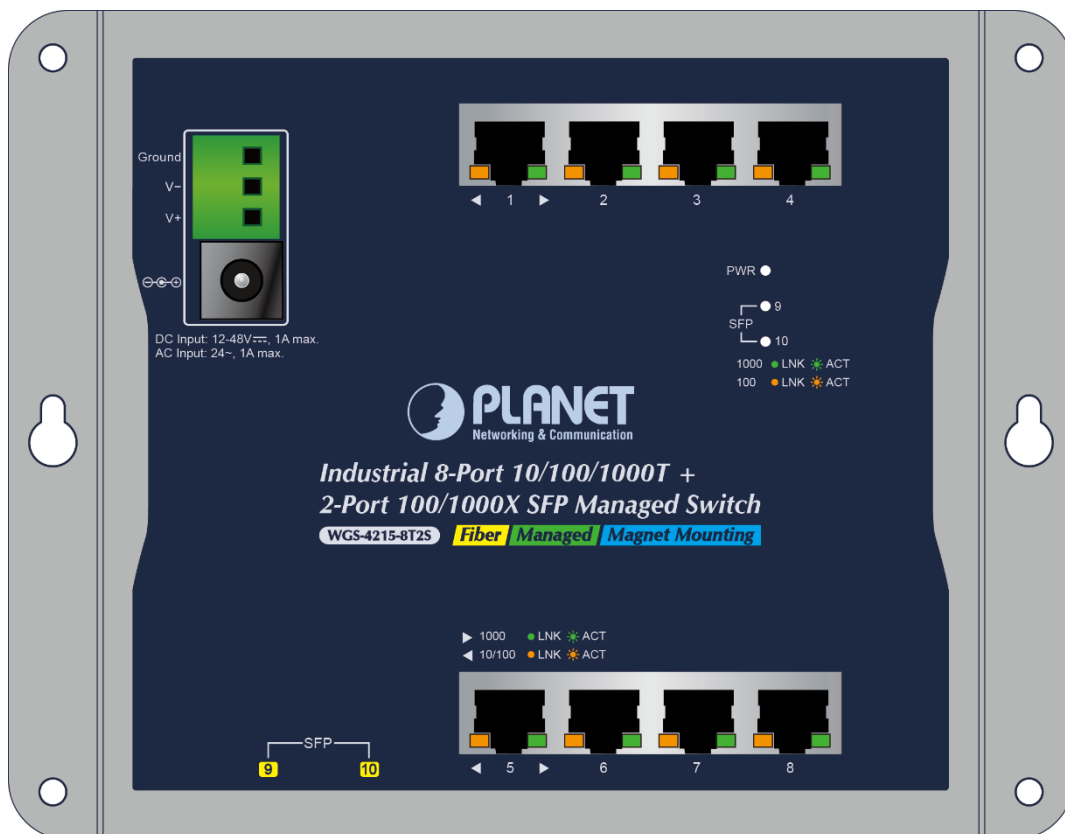 Ground
V−
V+
DC Input: 12-48V⎓, 1A max.
AC Input: 24~, 1A max.
◀ 1 ▶ 2 3 4
PWR
SFP
9
10
1000 LNK ACT
100 LNK ACT
PLANET
Networking & Communication
Industrial 8-Port 10/100/1000T +
2-Port 100/1000X SFP Managed Switch
WGS-4215-8T2S Fiber Managed Magnet Mounting
▶ 1000 LNK ACT
◀ 10/100 LNK ACT
◀ 5 ▶ 6 7 8
SFP
9 10